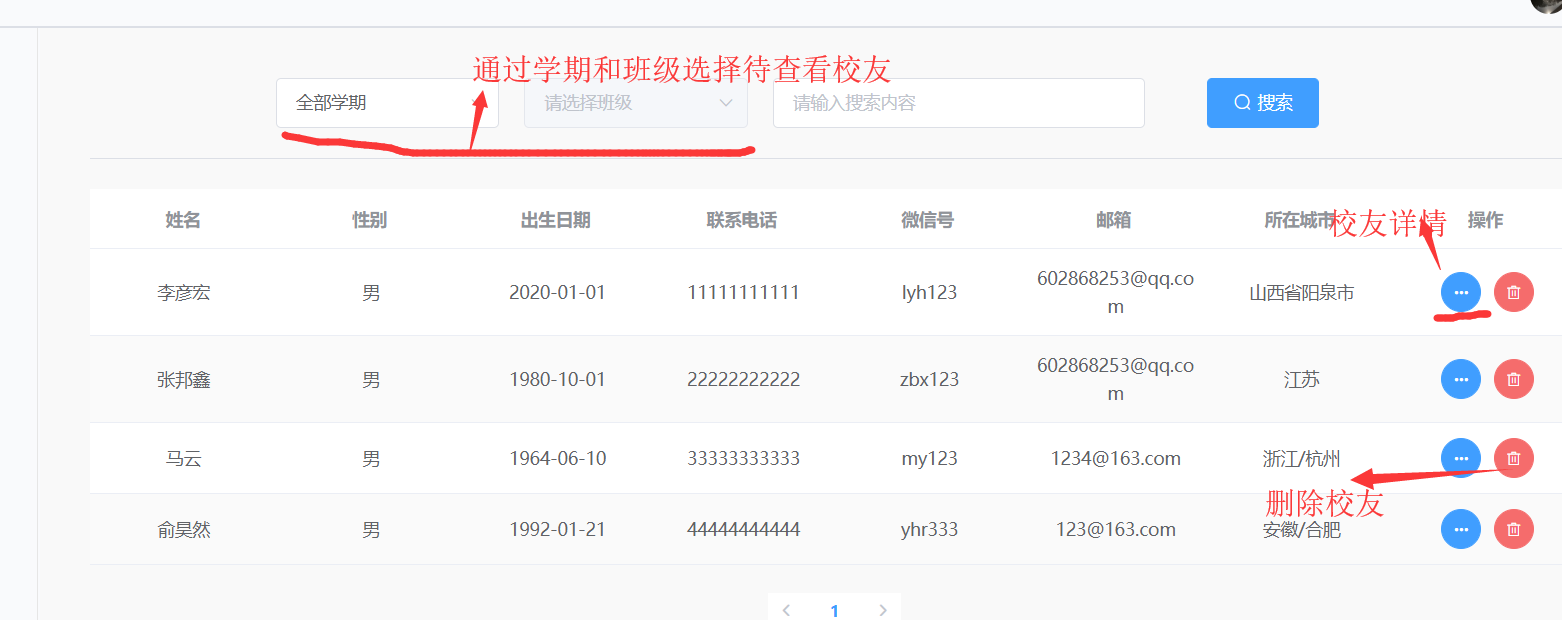 通过学期和班级选择待查看校友
全部学期 请选择班级 请输入搜索内容 搜索
姓名 性别 出生日期 联系电话 微信号 邮箱 所在城市 校友详情 操作
李彦宏 男 2020-01-01 11111111111 lyh123 602868253@qq.co 山西省阳泉市
m
张邦鑫 男 1980-10-01 22222222222 zbx123 602868253@qq.co 江苏
m
马云 男 1964-06-10 33333333333 my123 1234@163.com 浙江/杭州
删除校友
俞昊然 男 1992-01-21 44444444444 yhr333 123@163.com 安徽/合肥
1